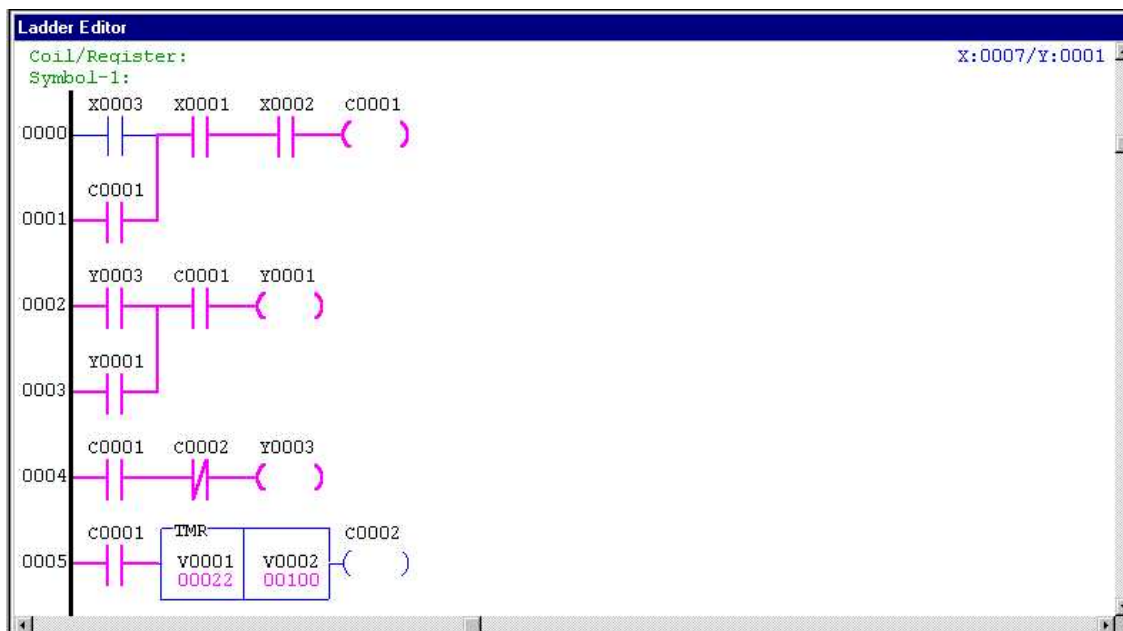 Ladder Editor
Coil/Register: X:0007/Y:0001
Symbol-1:
X0003 X0001 X0002 C0001
0000
C0001
0001
Y0003 C0001 Y0001
0002
Y0001
0003
C0001 C0002 Y0003
0004
C0001 TMR C0002
0005 V0001 V0002
00022 00100